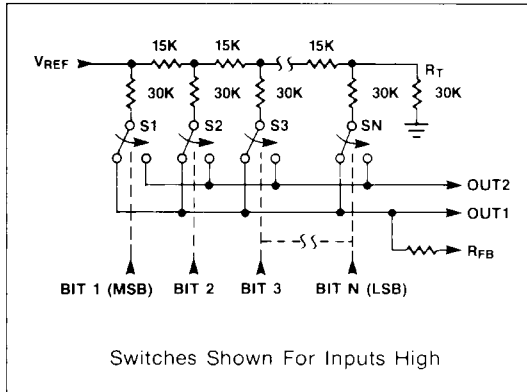 15K 15K 15K
VREF
RT
30K 30K 30K 30K 30K
S1 S2 S3 SN
OUT2
OUT1
RFB
BIT 1 (MSB) BIT 2 BIT 3 BIT N (LSB)
Switches Shown For Inputs High